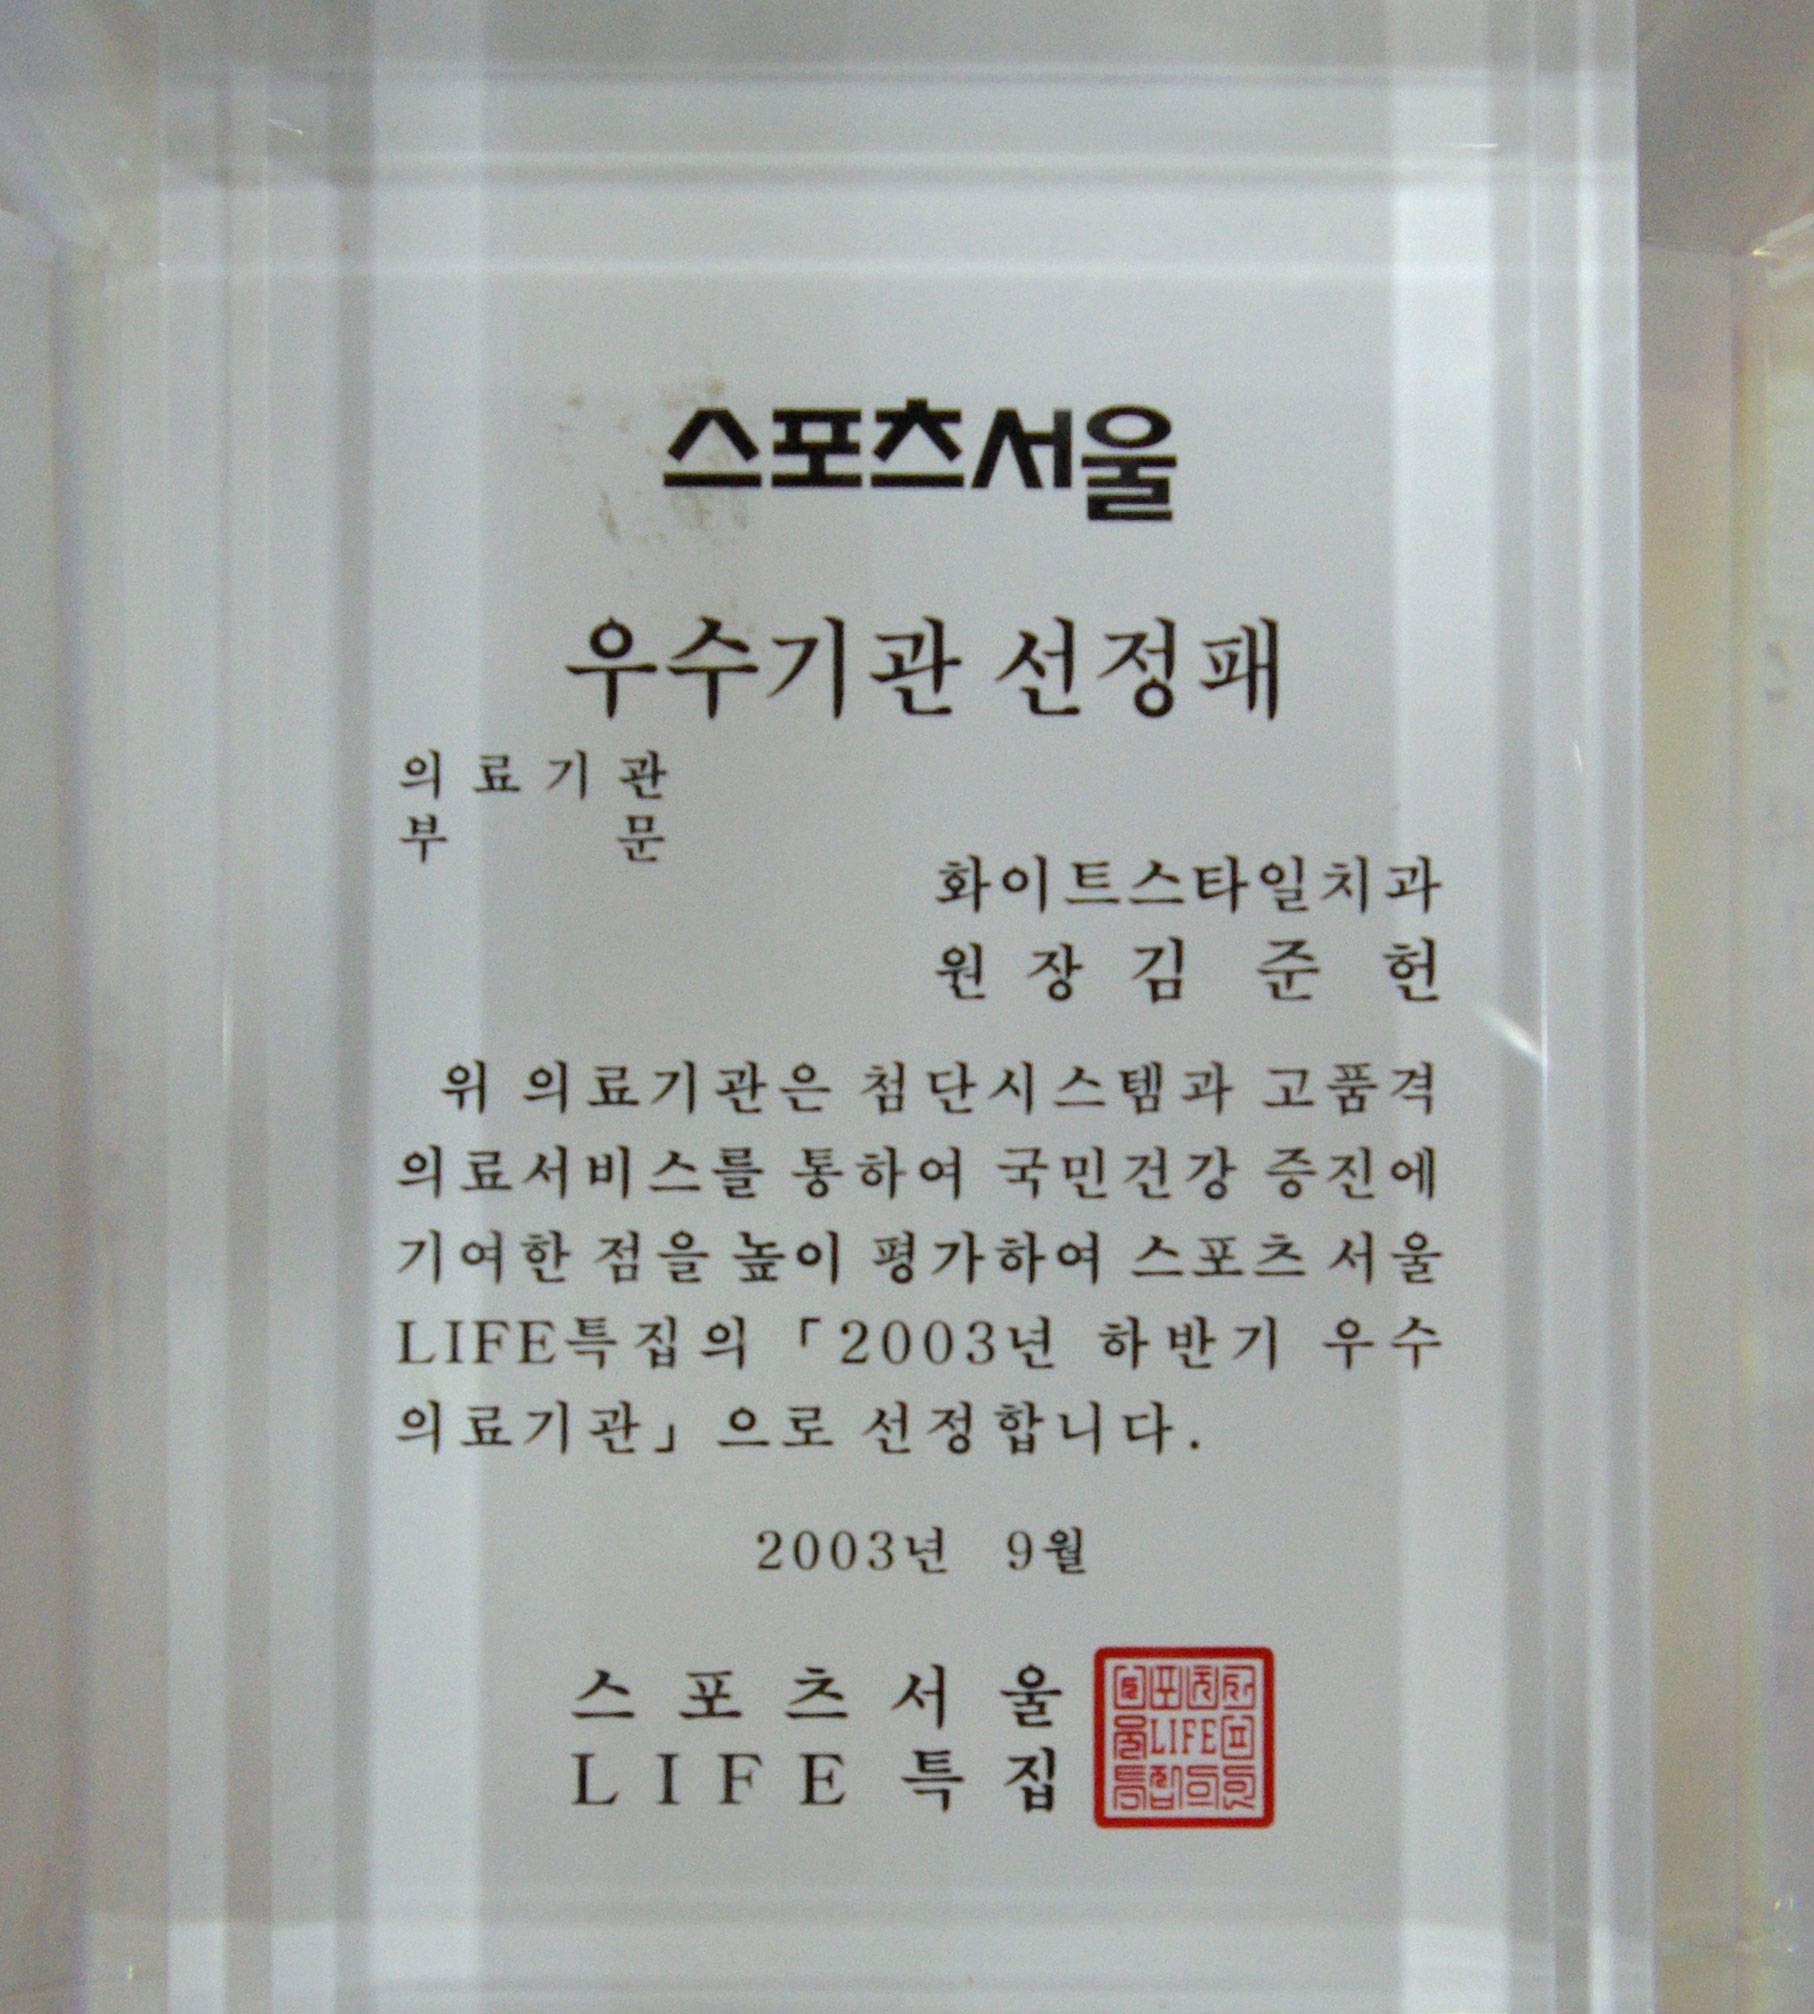 스포츠서울
우수기관 선정패
의료기관
부문
화이트스타일치과
원장 김준헌
위 의료기관은 첨단시스템과 고품격
의료서비스를 통하여 국민건강 증진에
기여한 점을 높이 평가하여 스포츠 서울
LIFE특집의 「2003년 하반기 우수
의료기관」으로 선정합니다.
2003년 9월
스포츠서울
LIFE특집
LIFE